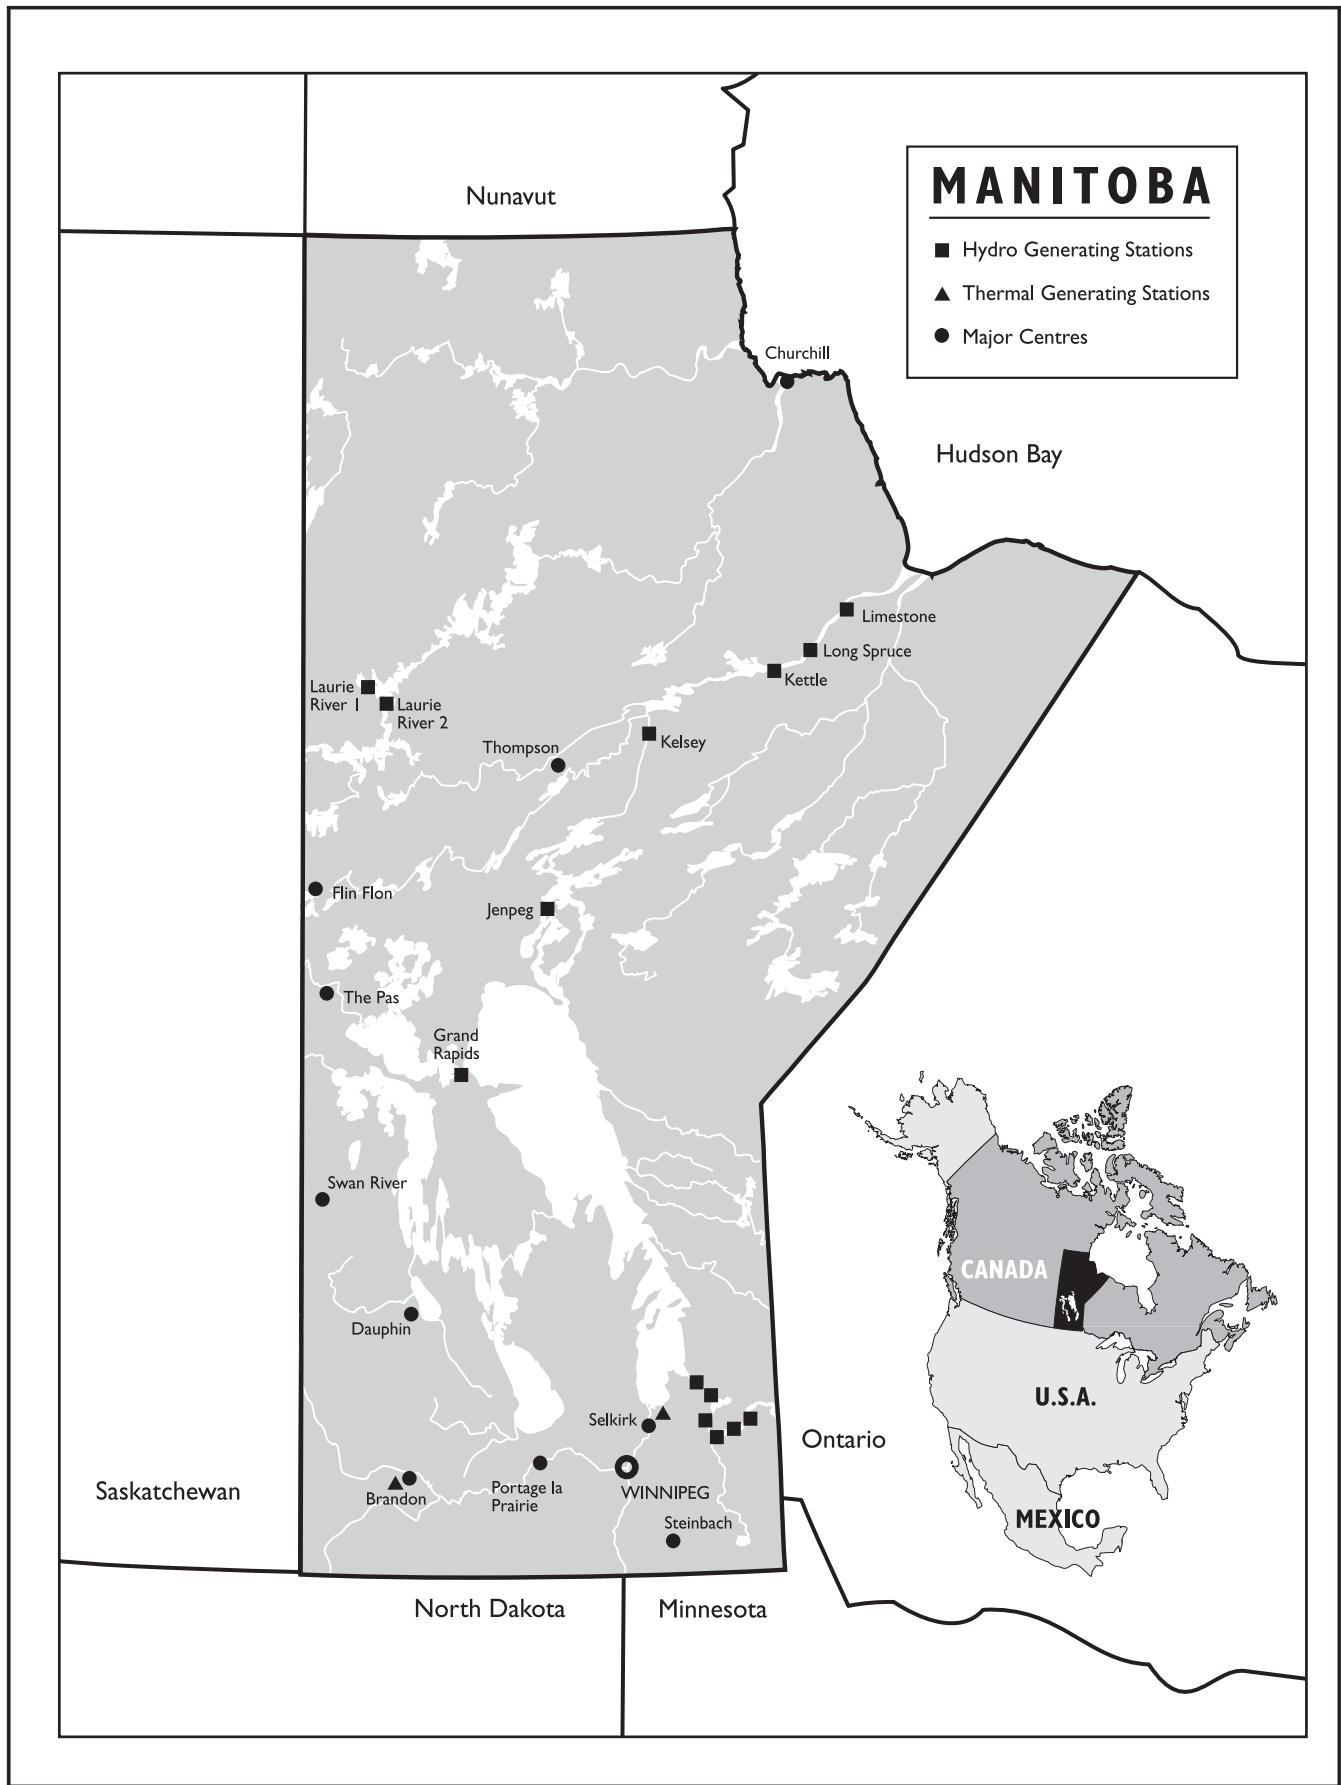 Nunavut
MANITOBA
Hydro Generating Stations
Thermal Generating Stations
Major Centres
Churchill
Hudson Bay
Limestone
Long Spruce
Kettle
Laurie
River 1
Laurie
River 2
Kelsey
Thompson
Flin Flon
Jenpeg
The Pas
Grand
Rapids
Swan River
Dauphin
CANADA
U.S.A.
MEXICO
Selkirk
Ontario
Saskatchewan
Brandon
Portage la
Prairie
WINNIPEG
Steinbach
North Dakota
Minnesota